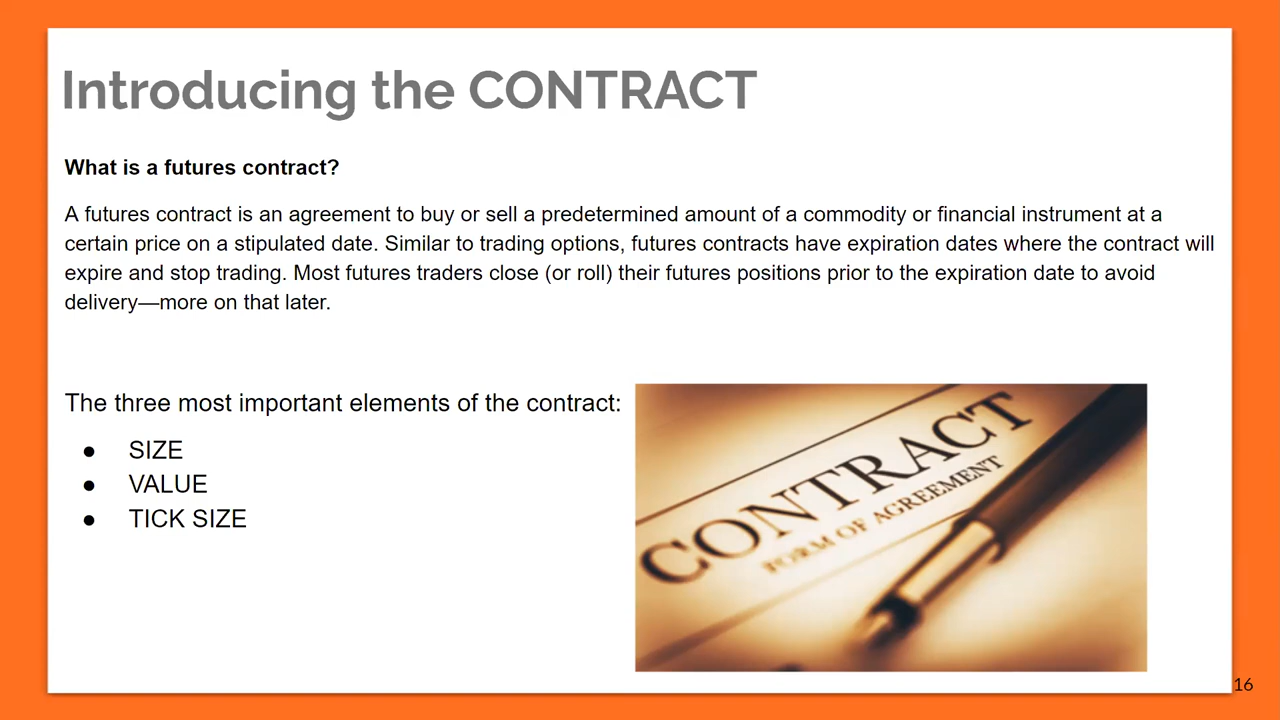 Introducing the CONTRACT
What is a futures contract?
A futures contract is an agreement to buy or sell a predetermined amount of a commodity or financial instrument at a
certain price on a stipulated date. Similar to trading options, futures contracts have expiration dates where the contract will
expire and stop trading. Most futures traders close (or roll) their futures positions prior to the expiration date to avoid
delivery—more on that later.
The three most important elements of the contract:
● SIZE
● VALUE
● TICK SIZE
CONTRACT
FORM OF AGREEMENT
16